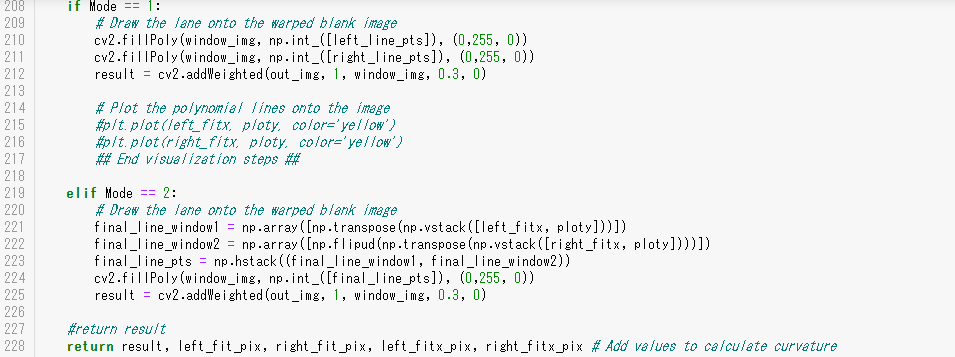 208 if Mode == 1:
209 # Draw the lane onto the warped blank image
210 cv2.fillPoly(window_img, np.int_([left_line_pts]), (0,255, 0))
211 cv2.fillPoly(window_img, np.int_([right_line_pts]), (0,255, 0))
212 result = cv2.addWeighted(out_img, 1, window_img, 0.3, 0)
213
214 # Plot the polynomial lines onto the image
215 #plt.plot(left_fitx, ploty, color='yellow')
216 #plt.plot(right_fitx, ploty, color='yellow')
217 ## End visualization steps ##
218
219 elif Mode == 2:
220 # Draw the lane onto the warped blank image
221 final_line_window1 = np.array([np.transpose(np.vstack([left_fitx, ploty]))])
222 final_line_window2 = np.array([np.flipud(np.transpose(np.vstack([right_fitx, ploty])))])
223 final_line_pts = np.hstack((final_line_window1, final_line_window2))
224 cv2.fillPoly(window_img, np.int_([final_line_pts]), (0,255, 0))
225 result = cv2.addWeighted(out_img, 1, window_img, 0.3, 0)
226
227 #return result
228 return result, left_fit_pix, right_fit_pix, left_fitx_pix, right_fitx_pix # Add values to calculate curvature